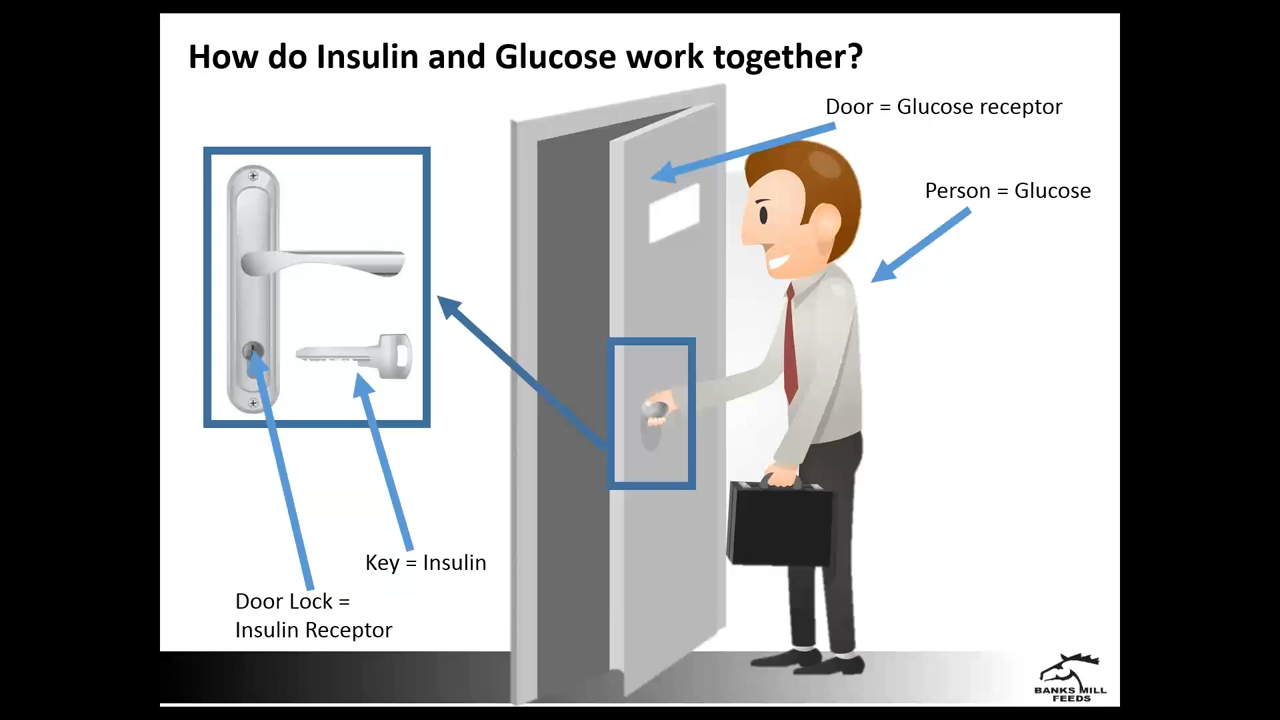 How do Insulin and Glucose work together?
Door = Glucose receptor
Person = Glucose
Key = Insulin
Door Lock =
Insulin Receptor
BANKS MILL
FEEDS